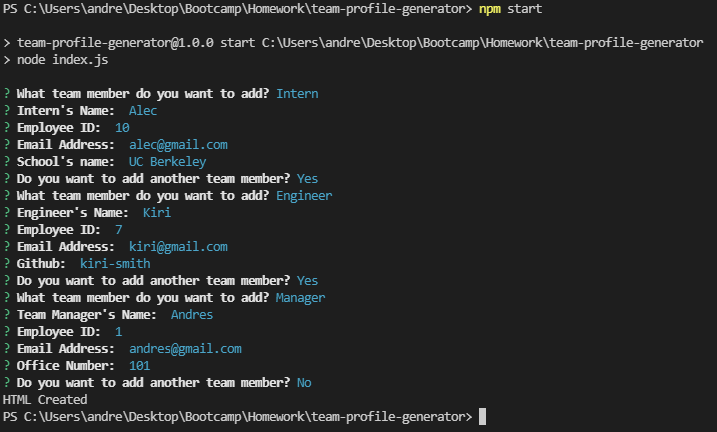 PS C:\Users\andre\Desktop\Bootcamp\Homework\team-profile-generator> npm start
> team-profile-generator@1.0.0 start C:\Users\andre\Desktop\Bootcamp\Homework\team-profile-generator
> node index.js
? What team member do you want to add? Intern
? Intern's Name: Alec
? Employee ID: 10
? Email Address: alec@gmail.com
? School's name: UC Berkeley
? Do you want to add another team member? Yes
? What team member do you want to add? Engineer
? Engineer's Name: Kiri
? Employee ID: 7
? Email Address: kiri@gmail.com
? Github: kiri-smith
? Do you want to add another team member? Yes
? What team member do you want to add? Manager
? Team Manager's Name: Andres
? Employee ID: 1
? Email Address: andres@gmail.com
? Office Number: 101
? Do you want to add another team member? No
HTML Created
PS C:\Users\andre\Desktop\Bootcamp\Homework\team-profile-generator>